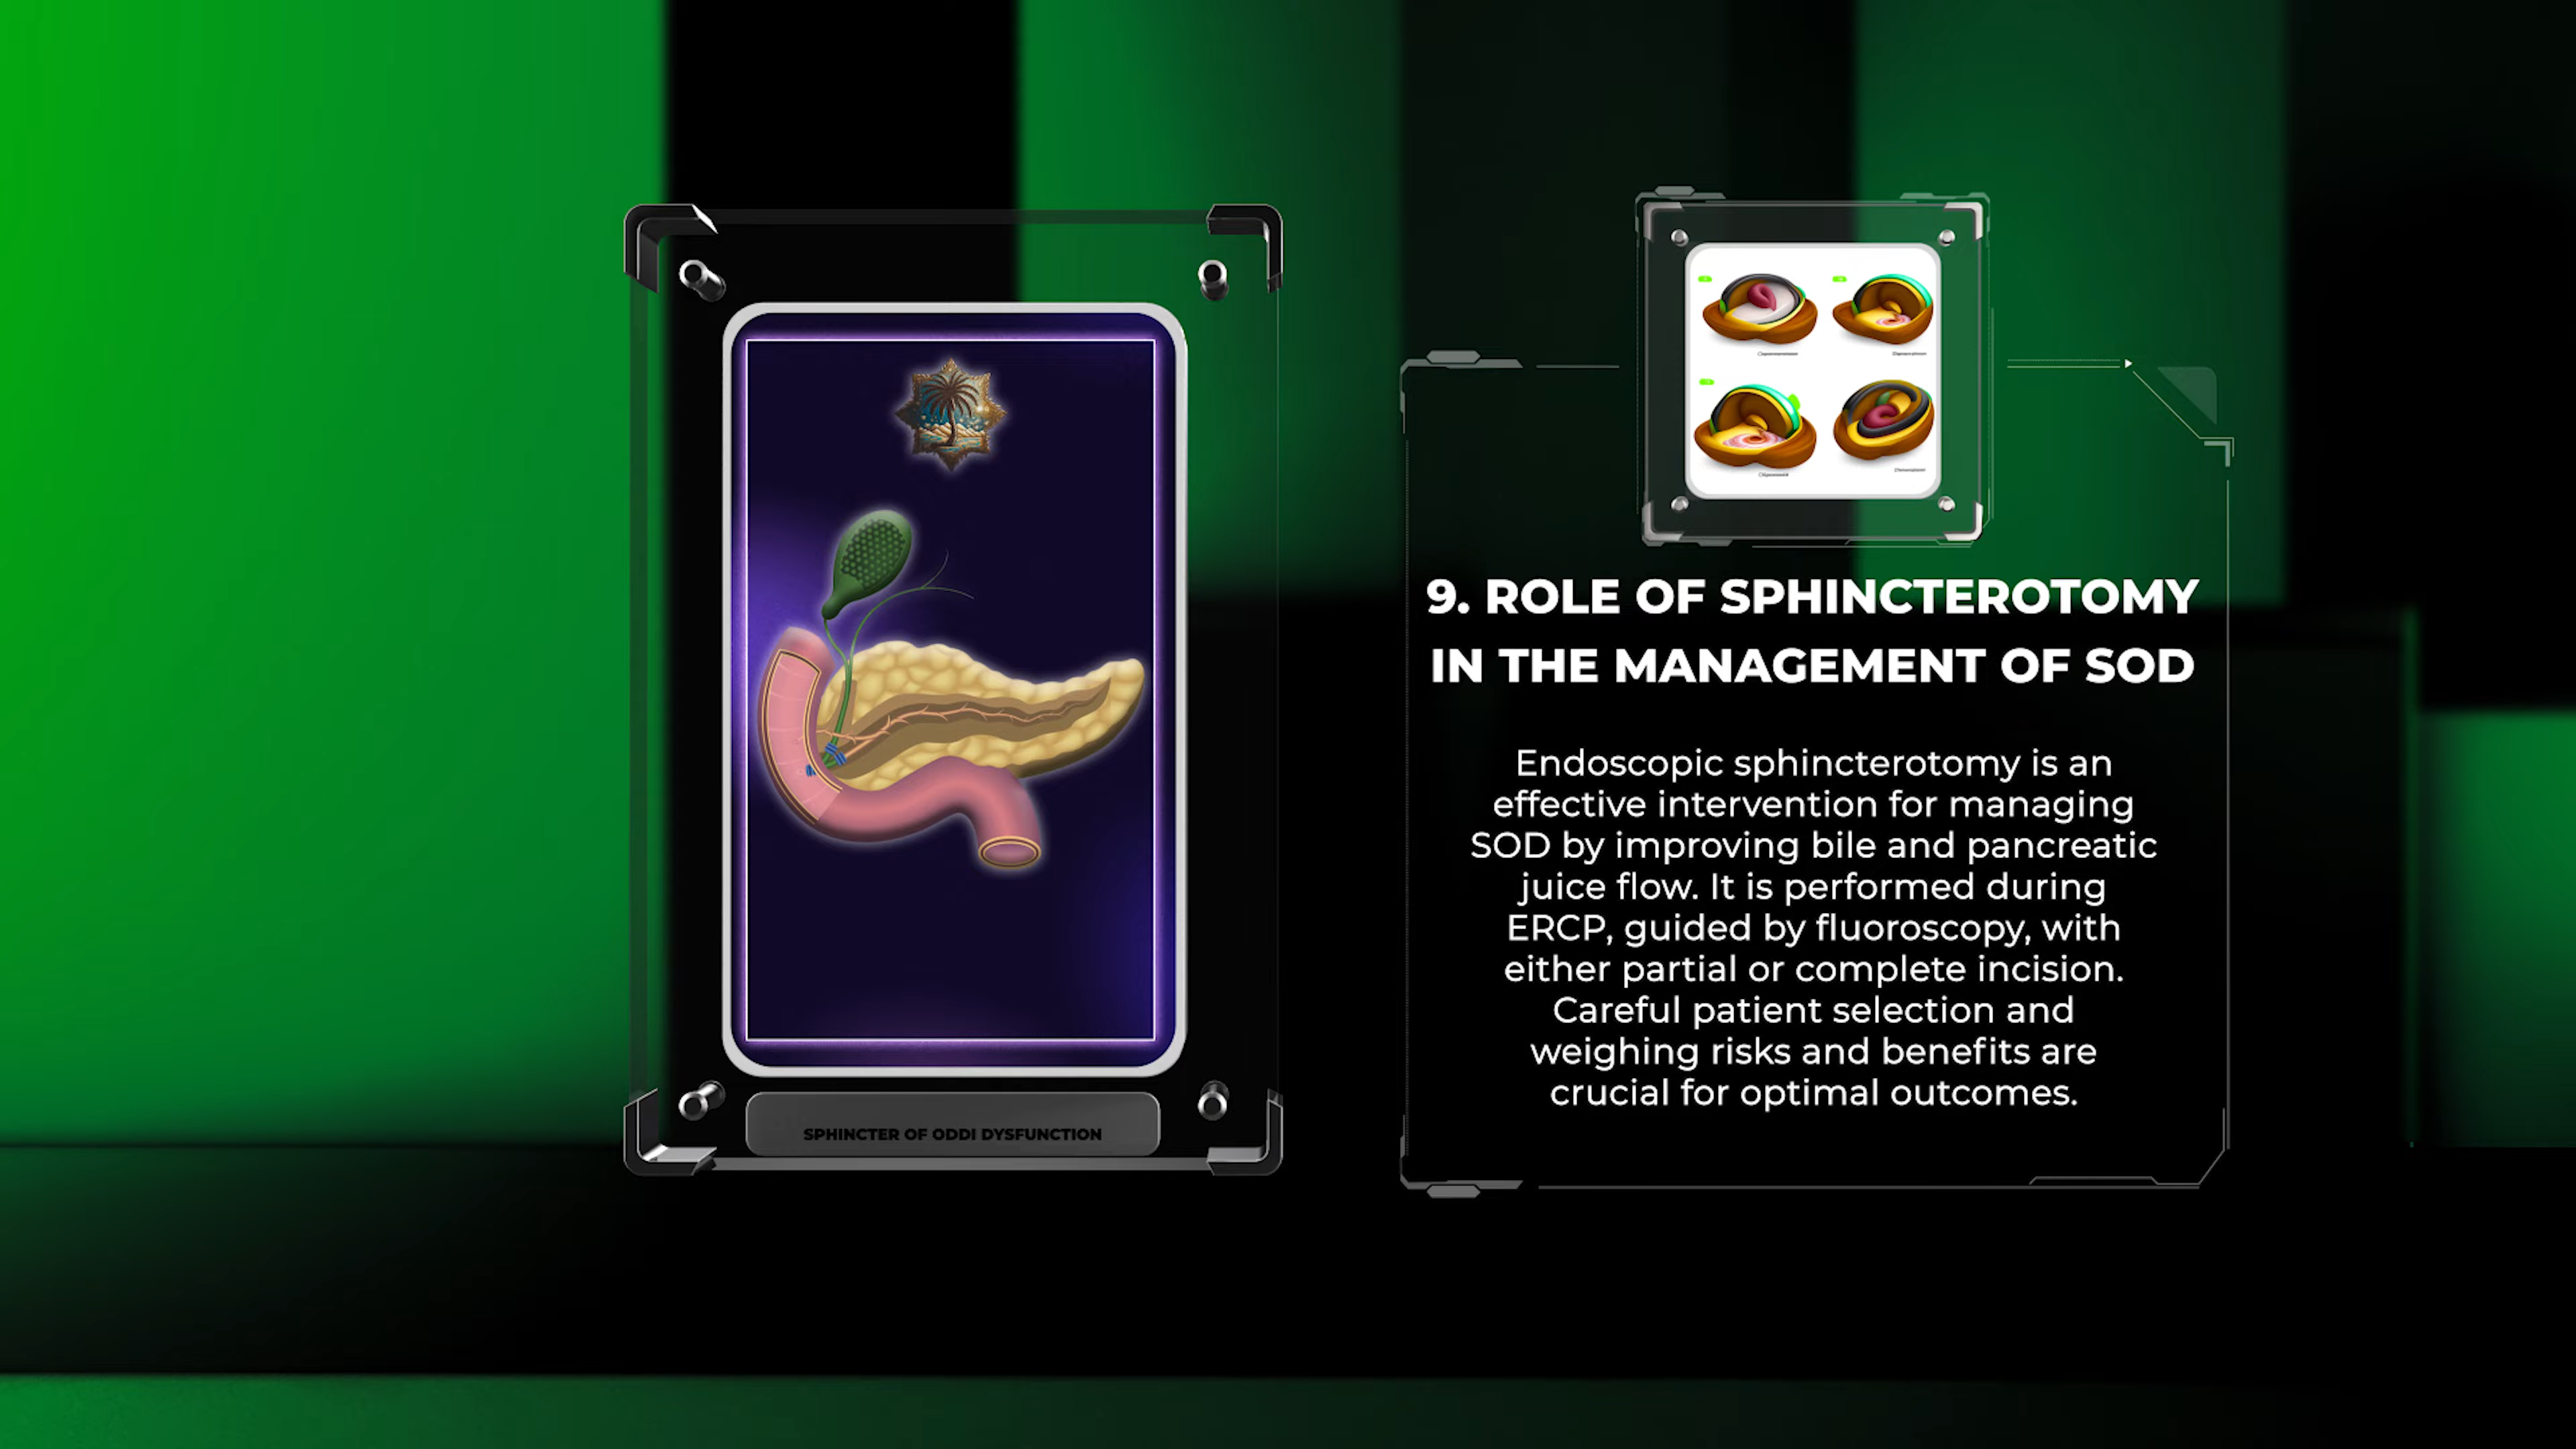 9. ROLE OF SPHINCTEROTOMY
IN THE MANAGEMENT OF SOD
Endoscopic sphincterotomy is an
effective intervention for managing
SOD by improving bile and pancreatic
juice flow. It is performed during
ERCP, guided by fluoroscopy, with
either partial or complete incision.
Careful patient selection and
weighing risks and benefits are
crucial for optimal outcomes.
SPHINCTER OF ODDI DYSFUNCTION